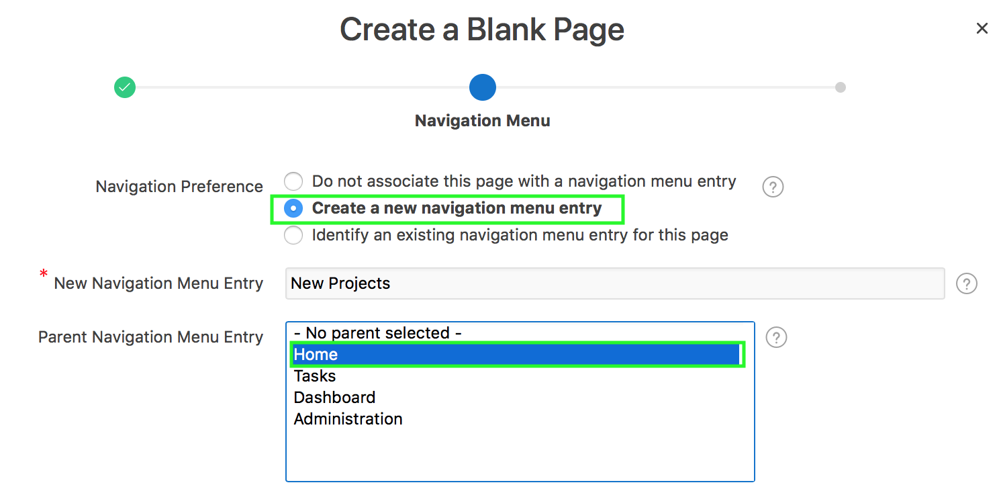 Create a Blank Page
Navigation Menu
Navigation Preference
Do not associate this page with a navigation menu entry
?
Create a new navigation menu entry
Identify an existing navigation menu entry for this page
* New Navigation Menu Entry
New Projects
?
Parent Navigation Menu Entry
- No parent selected -
?
Home
Tasks
Dashboard
Administration